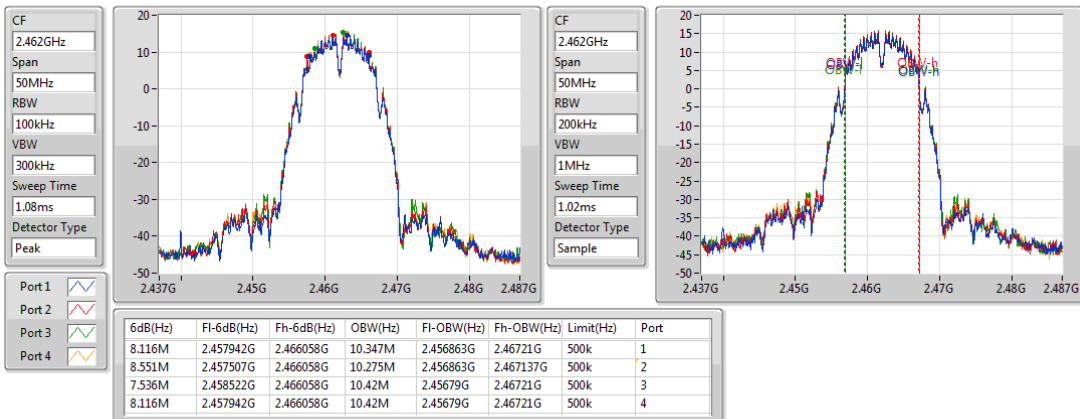 CF
2.462GHz
Span
50MHz
RBW
100kHz
VBW
300kHz
Sweep Time
1.08ms
Detector Type
Peak
20
10
0
-10
-20
-30
-40
-50
2.437G 2.45G 2.46G 2.47G 2.48G 2.487G
CF
2.462GHz
Span
50MHz
RBW
200kHz
VBW
1MHz
Sweep Time
1.02ms
Detector Type
Sample
20
15
10
5
0
-5
-10
-15
-20
-25
-30
-35
-40
-45
-50
OBW-l OBW-h
OBW-l OBW-h
2.437G 2.45G 2.46G 2.47G 2.48G 2.487G
Port 1
Port 2
Port 3
Port 4
6dB(Hz) Fl-6dB(Hz) Fh-6dB(Hz) OBW(Hz) Fl-OBW(Hz) Fh-OBW(Hz) Limit(Hz) Port
8.116M 2.457942G 2.466058G 10.347M 2.456863G 2.46721G 500k 1
8.551M 2.457507G 2.466058G 10.275M 2.456863G 2.467137G 500k 2
7.536M 2.458522G 2.466058G 10.42M 2.45679G 2.46721G 500k 3
8.116M 2.457942G 2.466058G 10.42M 2.45679G 2.46721G 500k 4